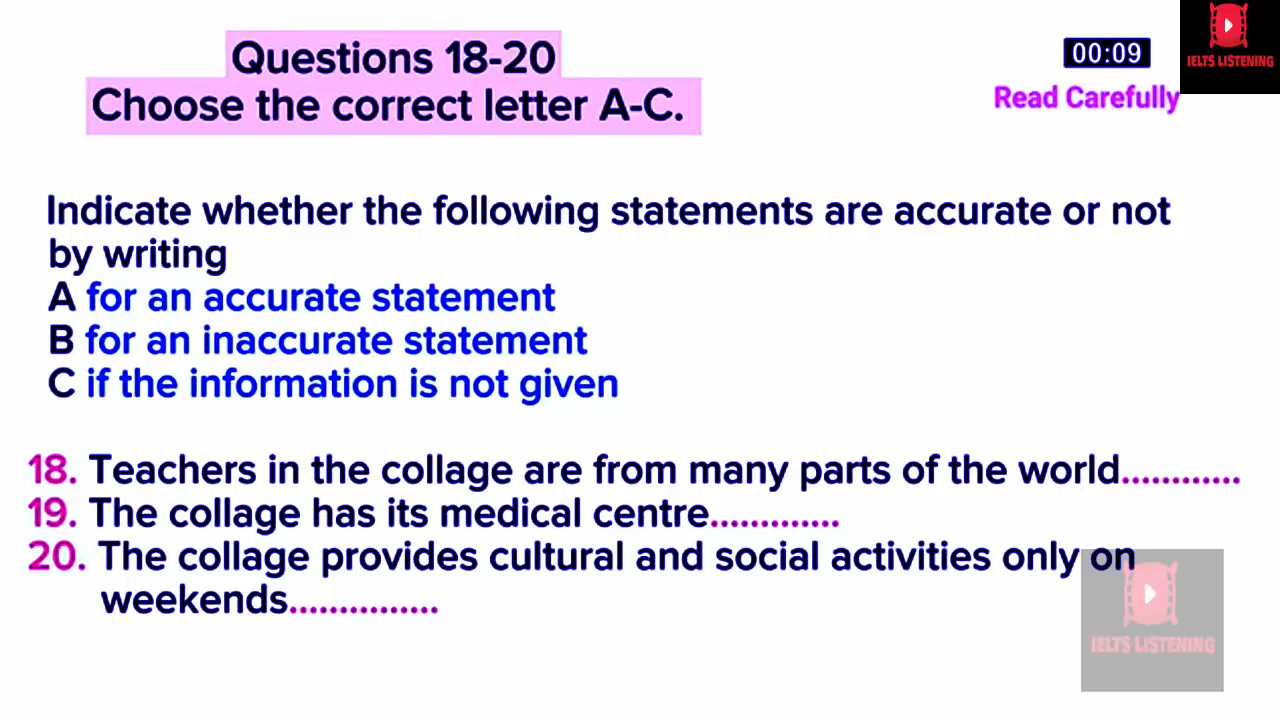 Questions 18-20
Choose the correct letter A-C.
00:09
Read Carefully
IELTS LISTENING
Indicate whether the following statements are accurate or not
by writing
A for an accurate statement
B for an inaccurate statement
C if the information is not given
18. Teachers in the collage are from many parts of the world............
19. The collage has its medical centre.............
20. The collage provides cultural and social activities only on
weekends...............
IELTS LISTENING